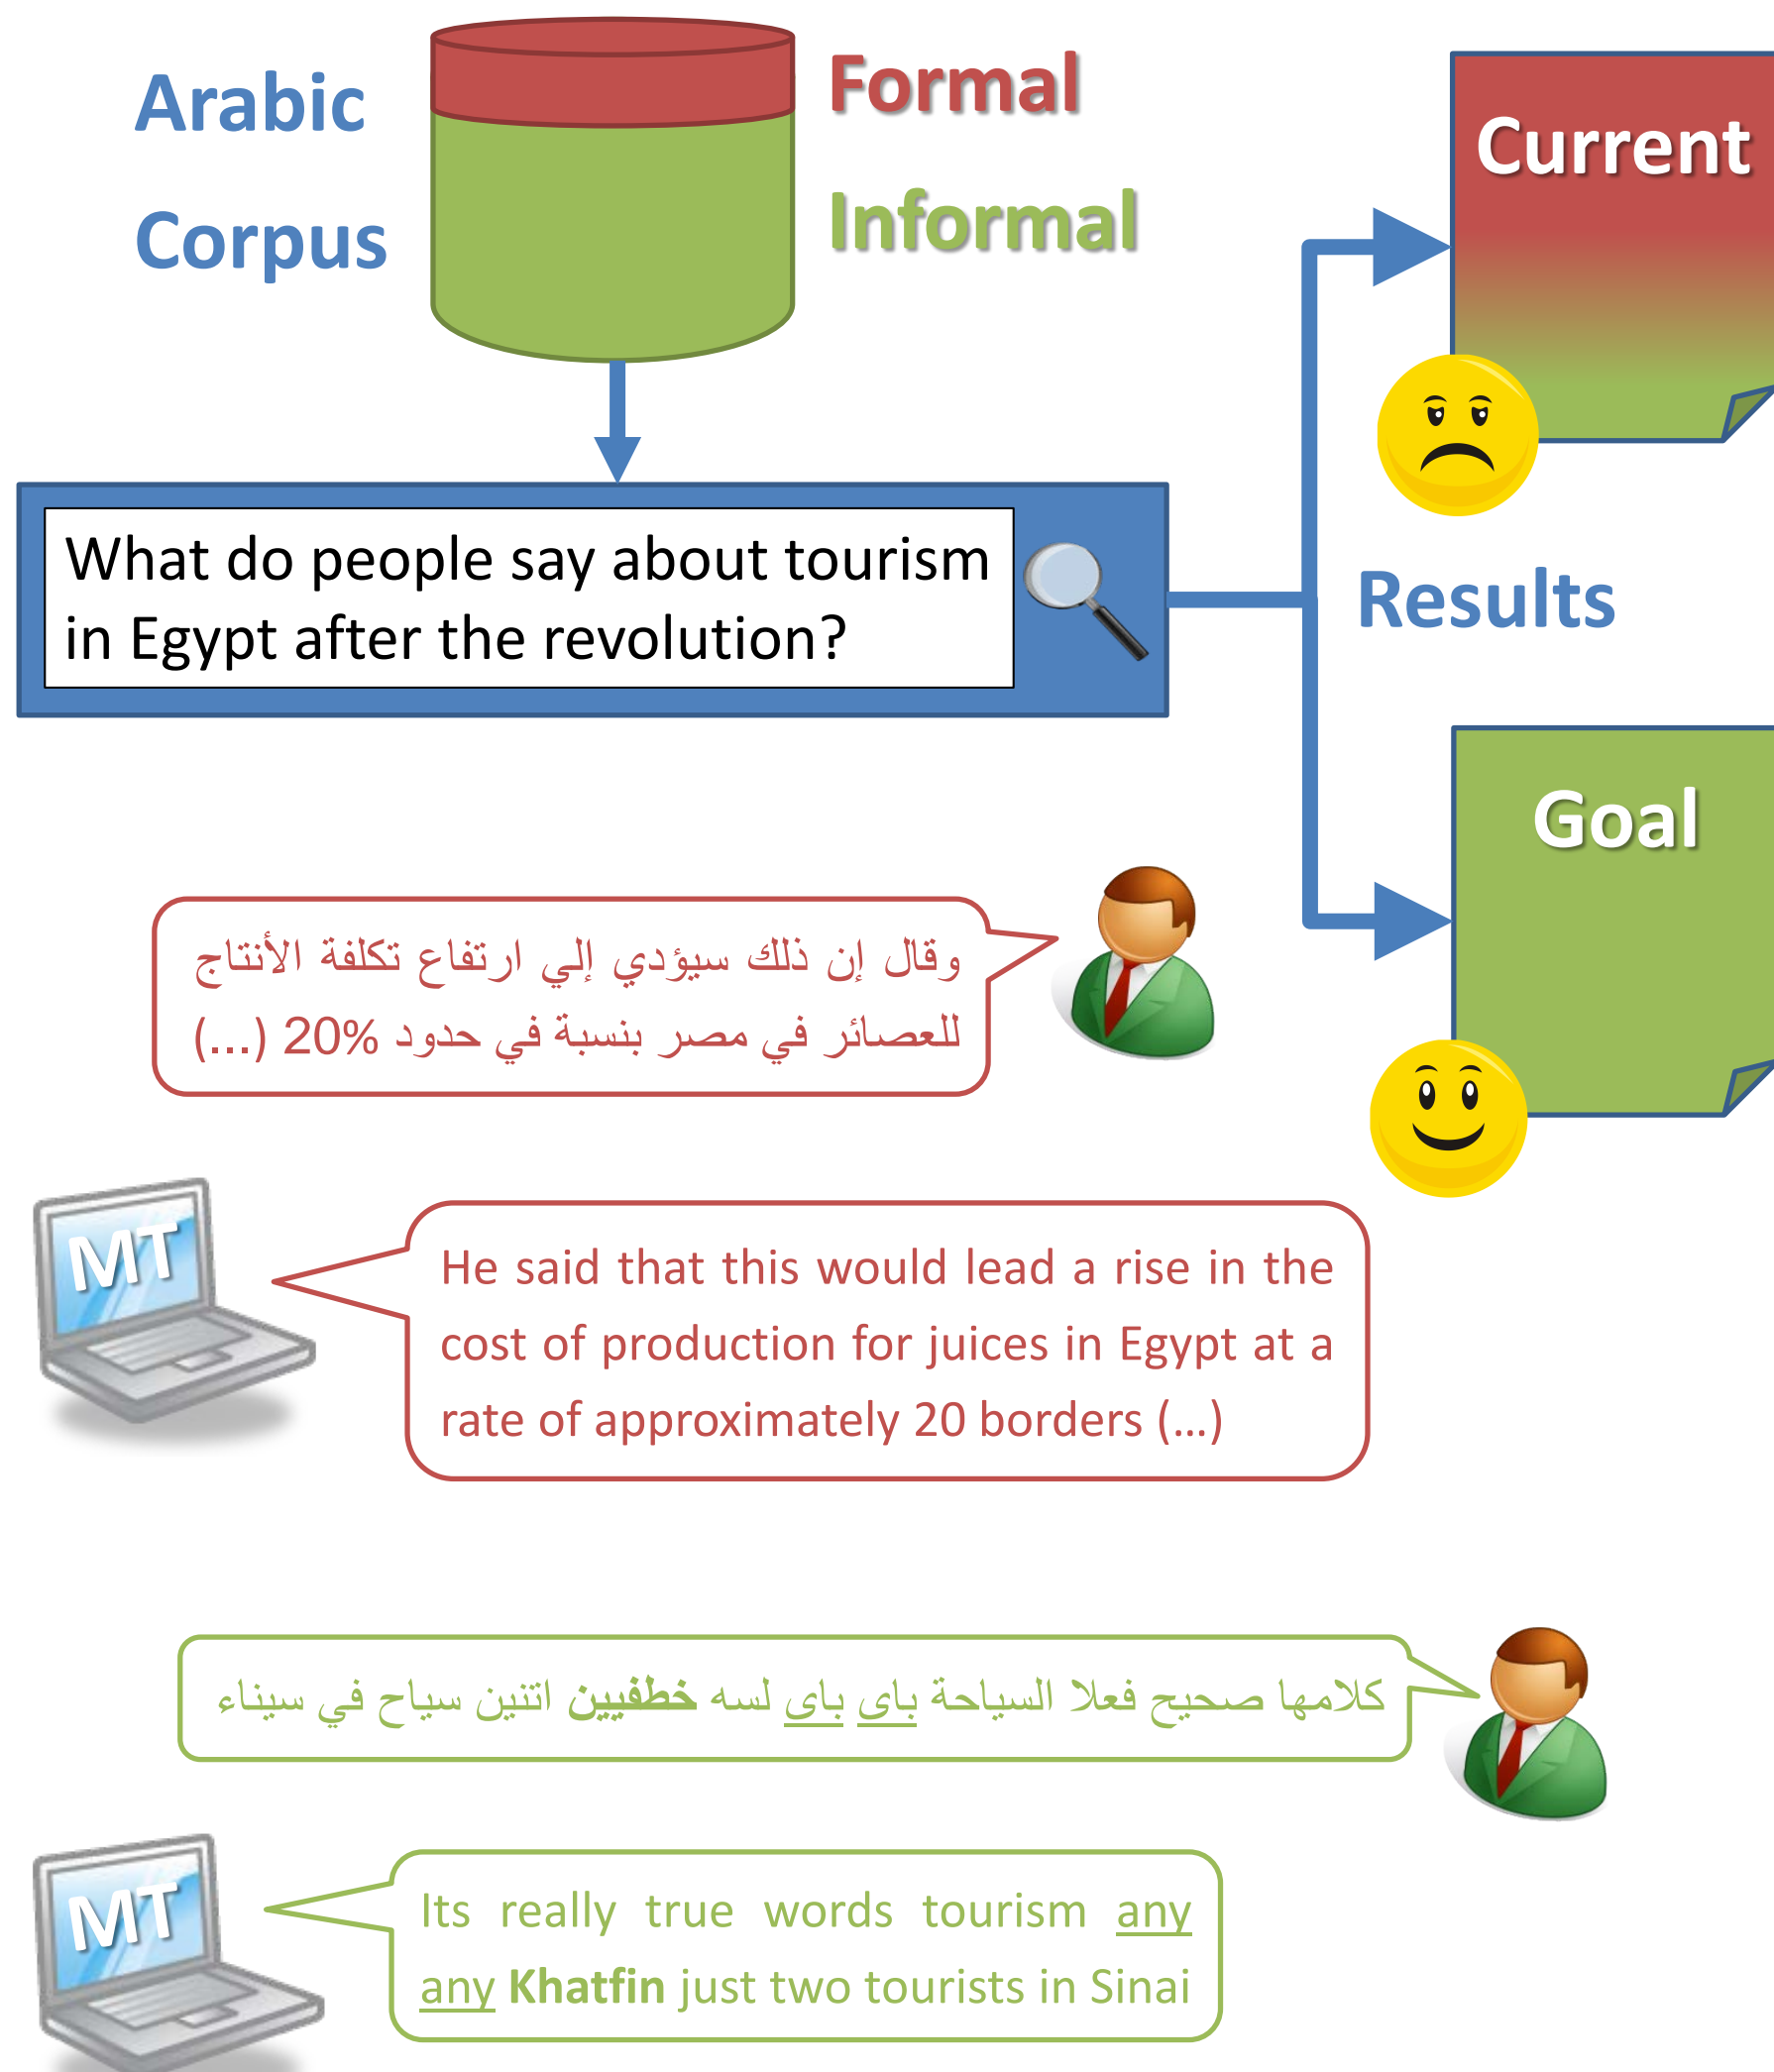 Arabic
Corpus
Formal
Informal
Current
What do people say about tourism
in Egypt after the revolution?
Results
Goal
وقال إن ذلك سيؤدي إلي ارتفاع تكلفة الأنتاج
للعصائر في مصر بنسبة في حدود 20% (...)
MT
He said that this would lead a rise in the
cost of production for juices in Egypt at a
rate of approximately 20 borders (...)
كلامها صحيح فعلا السياحة باى باى لسه خطفيين اتنين سياح في سيناء
MT
Its really true words tourism any
any Khatfin just two tourists in Sinai